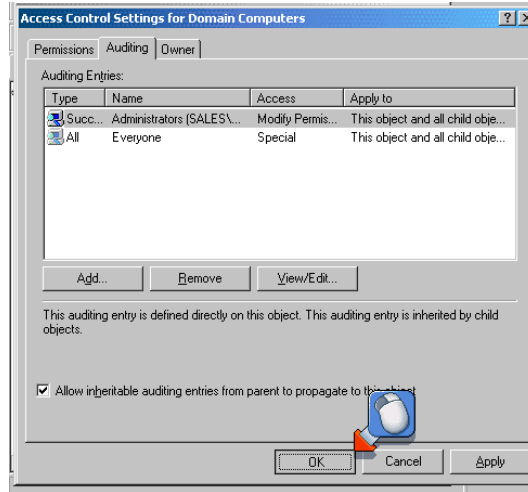 Access Control Settings for Domain Computers
Permissions Auditing Owner
Auditing Entries:
Type Name Access Apply to
Succ... Administrators (SALES\... Modify Permis... This object and all child obje...
All Everyone Special This object and all child obje...
Add... Remove View/Edit...
This auditing entry is defined directly on this object. This auditing entry is inherited by child
objects.
Allow inheritable auditing entries from parent to propagate to this object
OK Cancel Apply